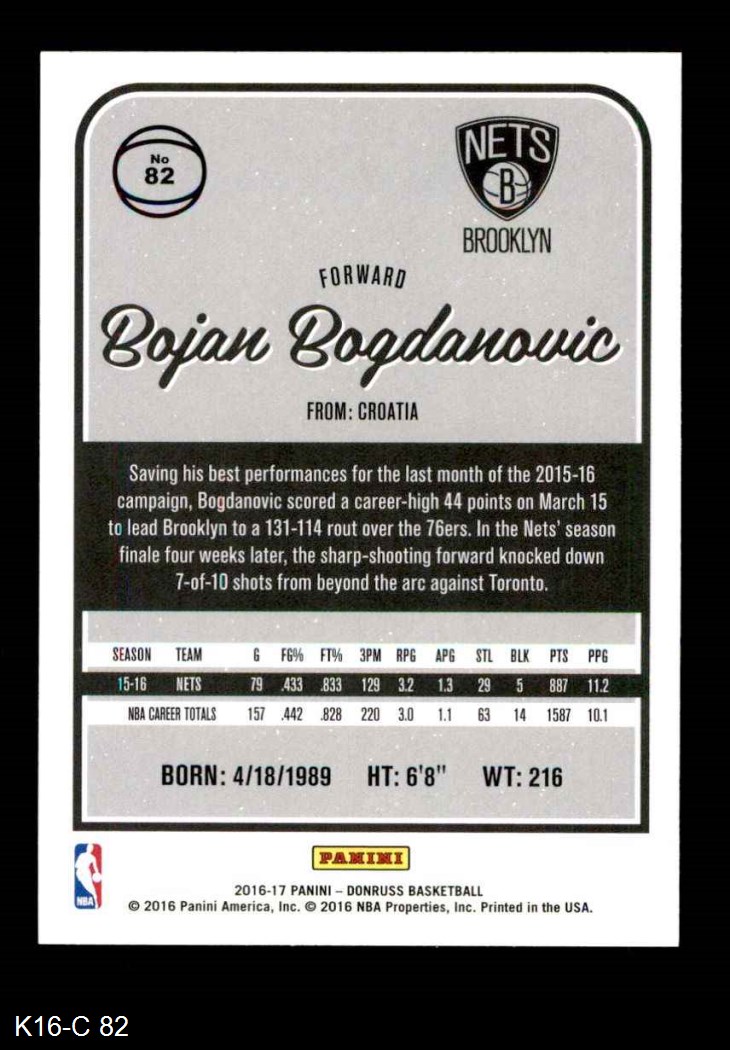 No
82
NETS
B
BROOKLYN
FORWARD
Bojan Bogdanovic
FROM: CROATIA
Saving his best performances for the last month of the 2015-16
campaign, Bogdanovic scored a career-high 44 points on March 15
to lead Brooklyn to a 131-114 rout over the 76ers. In the Nets' season
finale four weeks later, the sharp-shooting forward knocked down
7-of-10 shots from beyond the arc against Toronto.
SEASON TEAM G FG% FT% 3PM RPG APG STL BLK PTS PPG
15-16 NETS 79 .433 .833 129 3.2 1.3 29 5 887 11.2
NBA CAREER TOTALS 157 .442 .828 220 3.0 1.1 63 14 1587 10.1
BORN: 4/18/1989 HT: 6'8" WT: 216
PANINI
NBA
2016-17 PANINI – DONRUSS BASKETBALL
© 2016 Panini America, Inc. © 2016 NBA Properties, Inc. Printed in the USA.
K16-C 82